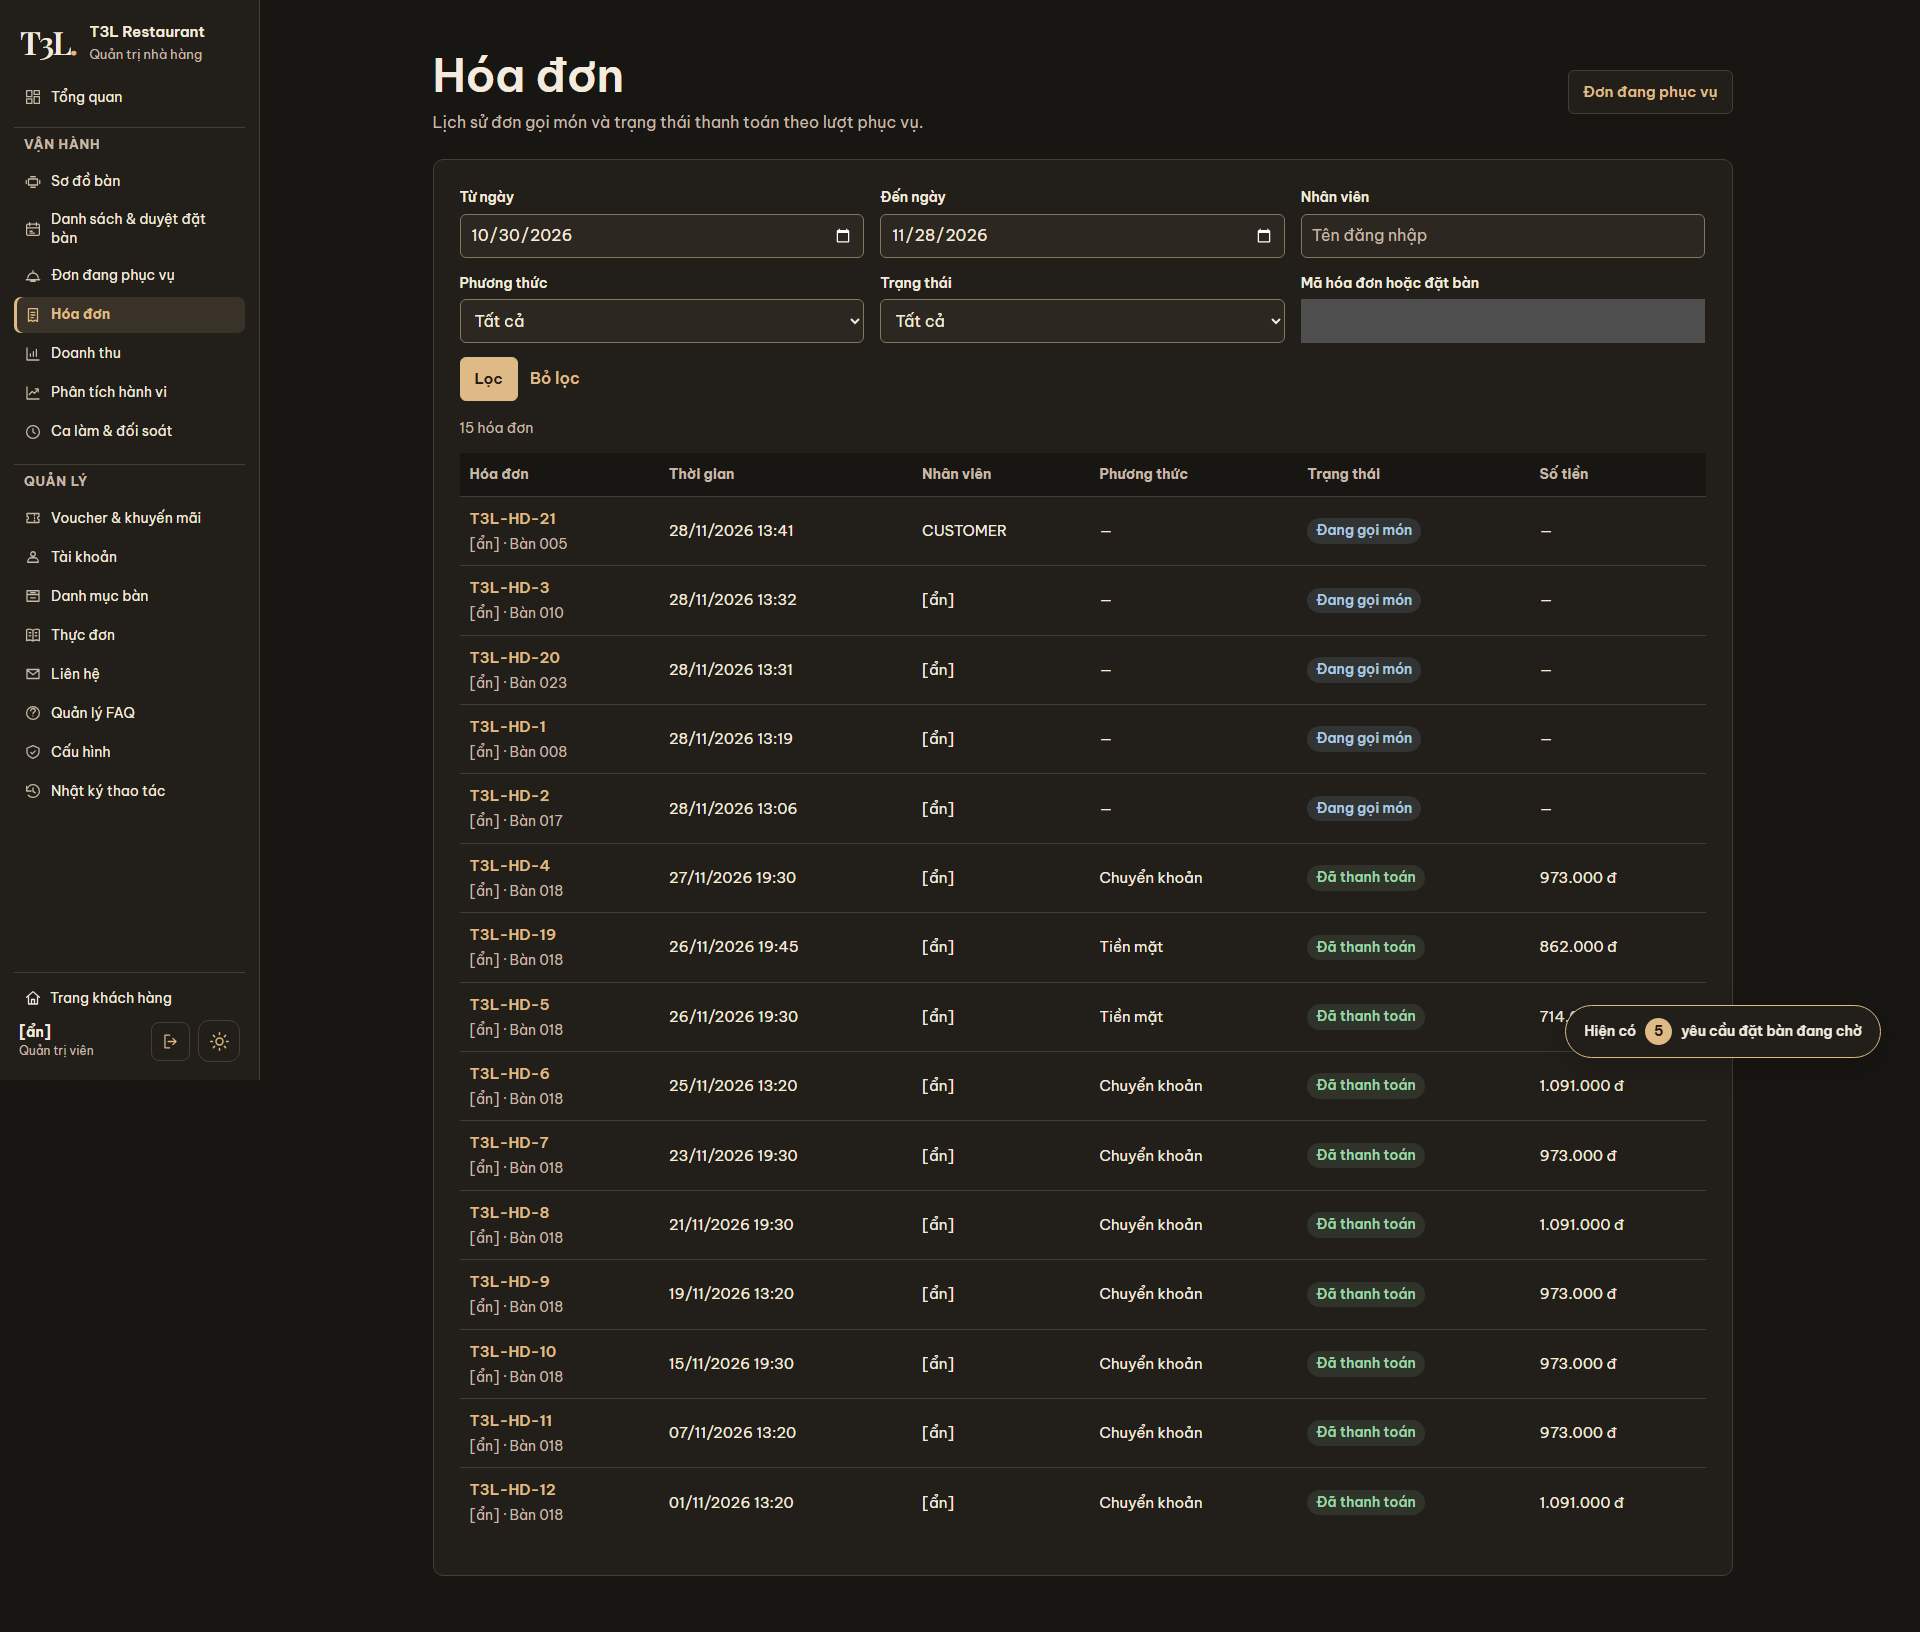 T3L.
T3L Restaurant
Quản trị nhà hàng
Tổng quan
VẬN HÀNH
Sơ đồ bàn
Danh sách & duyệt đặt
bàn
Đơn đang phục vụ
Hóa đơn
Doanh thu
Phân tích hành vi
Ca làm & đối soát
QUẢN LÝ
Voucher & khuyến mãi
Tài khoản
Danh mục bàn
Thực đơn
Liên hệ
Quản lý FAQ
Cấu hình
Nhật ký thao tác
Trang khách hàng
[ẩn]
Quản trị viên
Hóa đơn
Lịch sử đơn gọi món và trạng thái thanh toán theo lượt phục vụ.
Đơn đang phục vụ
Từ ngày Đến ngày Nhân viên
10/30/2026 11/28/2026 Tên đăng nhập
Phương thức Trạng thái Mã hóa đơn hoặc đặt bàn
Tất cả Tất cả
Lọc Bỏ lọc
15 hóa đơn
Hóa đơn Thời gian Nhân viên Phương thức Trạng thái Số tiền
T3L-HD-21
[ẩn] · Bàn 005
28/11/2026 13:41 CUSTOMER — Đang gọi món —
T3L-HD-3
[ẩn] · Bàn 010
28/11/2026 13:32 [ẩn] — Đang gọi món —
T3L-HD-20
[ẩn] · Bàn 023
28/11/2026 13:31 [ẩn] — Đang gọi món —
T3L-HD-1
[ẩn] · Bàn 008
28/11/2026 13:19 [ẩn] — Đang gọi món —
T3L-HD-2
[ẩn] · Bàn 017
28/11/2026 13:06 [ẩn] — Đang gọi món —
T3L-HD-4
[ẩn] · Bàn 018
27/11/2026 19:30 [ẩn] Chuyển khoản Đã thanh toán 973.000 đ
T3L-HD-19
[ẩn] · Bàn 018
26/11/2026 19:45 [ẩn] Tiền mặt Đã thanh toán 862.000 đ
T3L-HD-5
[ẩn] · Bàn 018
26/11/2026 19:30 [ẩn] Tiền mặt Đã thanh toán 714.
Hiện có 5 yêu cầu đặt bàn đang chờ
T3L-HD-6
[ẩn] · Bàn 018
25/11/2026 13:20 [ẩn] Chuyển khoản Đã thanh toán 1.091.000 đ
T3L-HD-7
[ẩn] · Bàn 018
23/11/2026 19:30 [ẩn] Chuyển khoản Đã thanh toán 973.000 đ
T3L-HD-8
[ẩn] · Bàn 018
21/11/2026 19:30 [ẩn] Chuyển khoản Đã thanh toán 1.091.000 đ
T3L-HD-9
[ẩn] · Bàn 018
19/11/2026 13:20 [ẩn] Chuyển khoản Đã thanh toán 973.000 đ
T3L-HD-10
[ẩn] · Bàn 018
15/11/2026 19:30 [ẩn] Chuyển khoản Đã thanh toán 973.000 đ
T3L-HD-11
[ẩn] · Bàn 018
07/11/2026 13:20 [ẩn] Chuyển khoản Đã thanh toán 973.000 đ
T3L-HD-12
[ẩn] · Bàn 018
01/11/2026 13:20 [ẩn] Chuyển khoản Đã thanh toán 1.091.000 đ